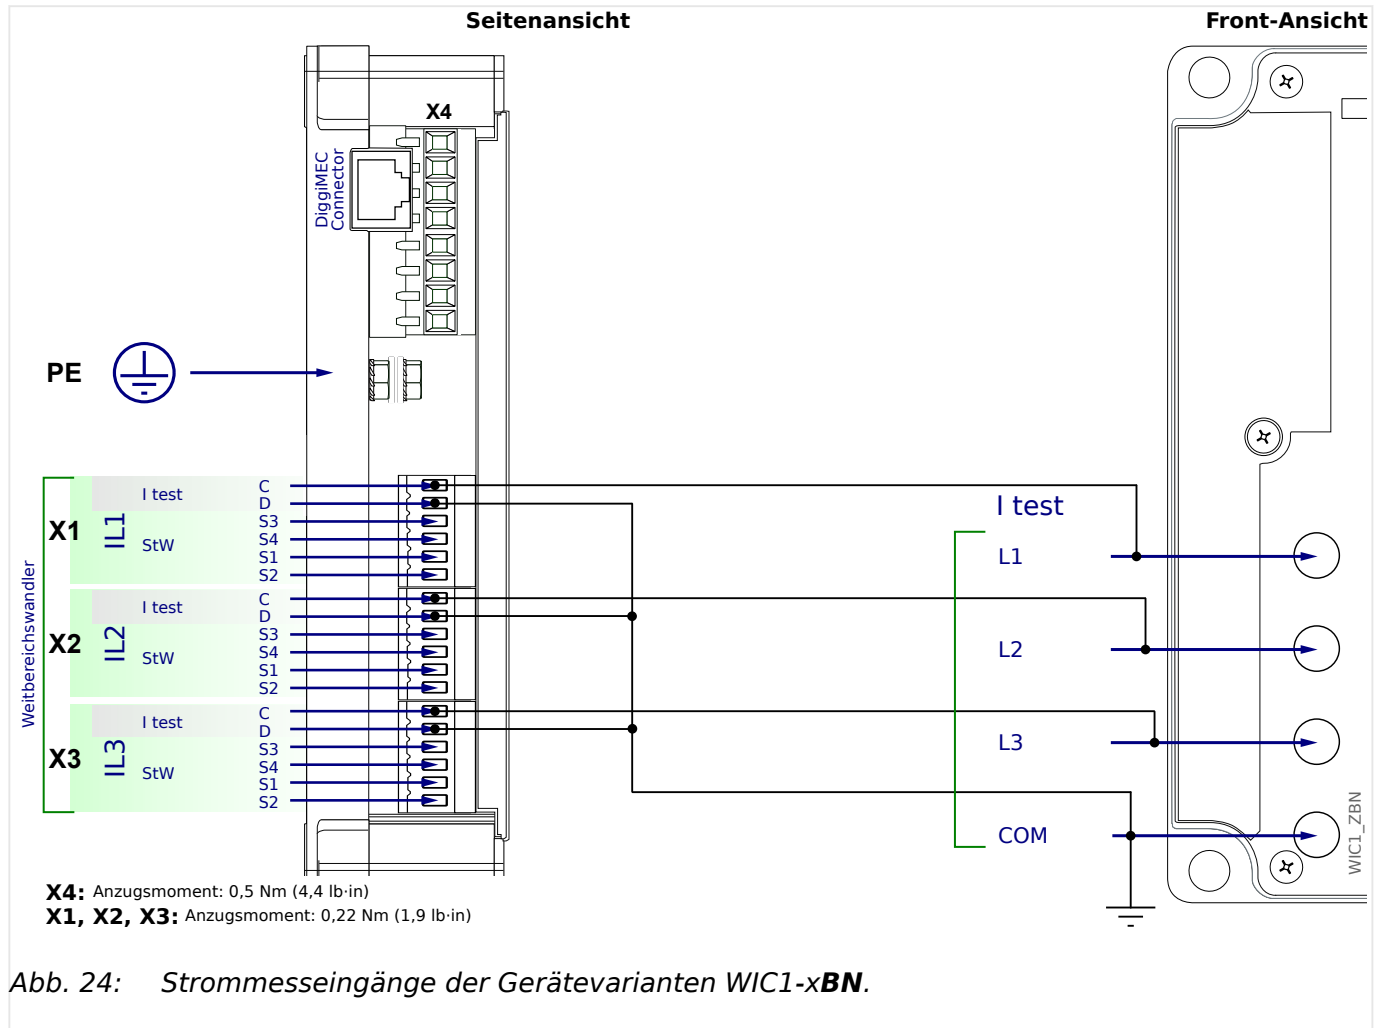 Seitenansicht
Front-Ansicht
X4
DiggiMEC
Connector
PE
Weitbereichswandler
X1
IL1
I test
StW
C
D
S3
S4
S1
S2
X2
IL2
I test
StW
C
D
S3
S4
S1
S2
X3
IL3
I test
StW
C
D
S3
S4
S1
S2
I test
L1
L2
L3
COM
WIC1_ZBN
X4: Anzugsmoment: 0,5 Nm (4,4 lb·in)
X1, X2, X3: Anzugsmoment: 0,22 Nm (1,9 lb·in)
Abb. 24: Strommesseingänge der Gerätevarianten WIC1-xBN.